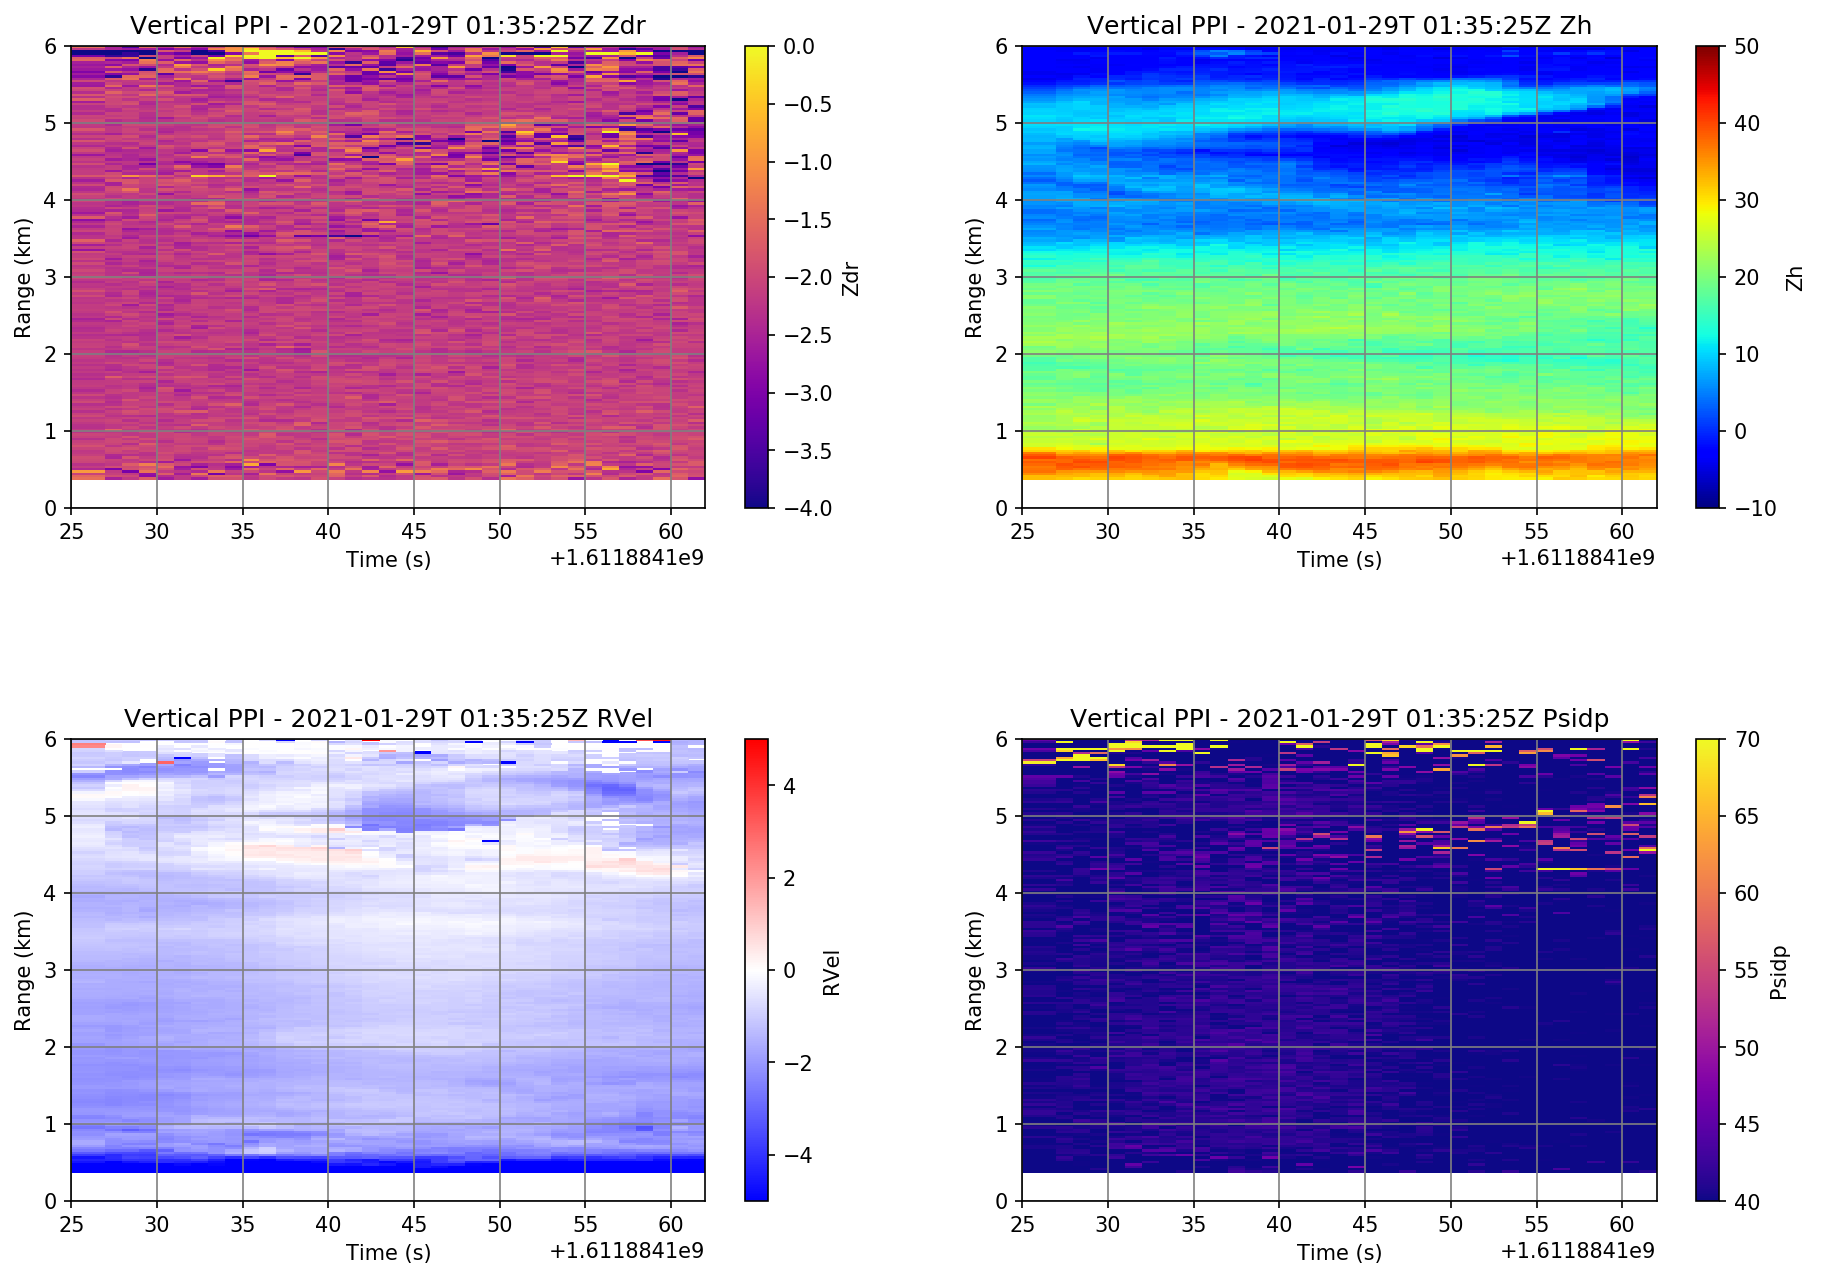 Vertical PPI - 2021-01-29T 01:35:25Z Zdr
6
5
4
3
2
1
0
Range (km)
25 30 35 40 45 50 55 60
Time (s)
+1.6118841e9
0.0
−0.5
−1.0
−1.5
−2.0
−2.5
−3.0
−3.5
−4.0
Zdr
Vertical PPI - 2021-01-29T 01:35:25Z Zh
6
5
4
3
2
1
0
Range (km)
25 30 35 40 45 50 55 60
Time (s)
+1.6118841e9
50
40
30
20
10
0
−10
Zh
Vertical PPI - 2021-01-29T 01:35:25Z RVel
6
5
4
3
2
1
0
Range (km)
25 30 35 40 45 50 55 60
Time (s)
+1.6118841e9
4
2
0
−2
−4
RVel
Vertical PPI - 2021-01-29T 01:35:25Z Psidp
6
5
4
3
2
1
0
Range (km)
25 30 35 40 45 50 55 60
Time (s)
+1.6118841e9
70
65
60
55
50
45
40
Psidp